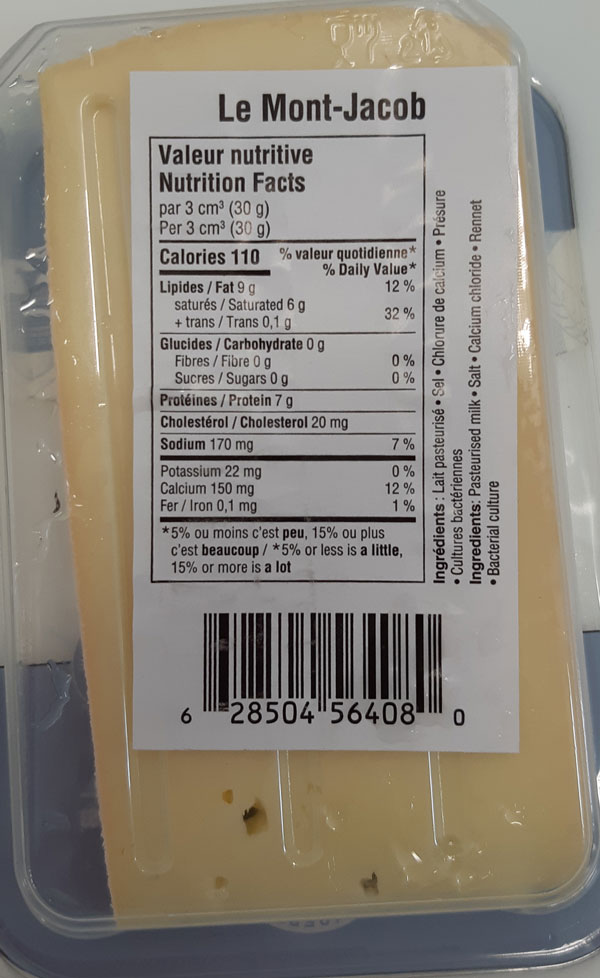 Le Mont-Jacob
Valeur nutritive
Nutrition Facts
par 3 cm³ (30 g)
Per 3 cm³ (30 g)
Calories 110
% valeur quotidienne*
% Daily Value*
Lipides / Fat 9 g 12 %
saturés / Saturated 6 g
+ trans / Trans 0,1 g
32 %
Glucides / Carbohydrate 0 g
Fibres / Fibre 0 g 0 %
Sucres / Sugars 0 g 0 %
Protéines / Protein 7 g
Cholestérol / Cholesterol 20 mg
Sodium 170 mg 7 %
Potassium 22 mg 0 %
Calcium 150 mg 12 %
Fer / Iron 0,1 mg 1 %
*5% ou moins c'est peu, 15% ou plus
c'est beaucoup / *5% or less is a little,
15% or more is a lot
Ingrédients : Lait pasteurisé • Sel • Chlorure de calcium • Présure
• Cultures bactériennes
Ingredients: Pasteurised milk • Salt • Calcium chloride • Rennet
• Bacterial culture
6 28504 56408 0